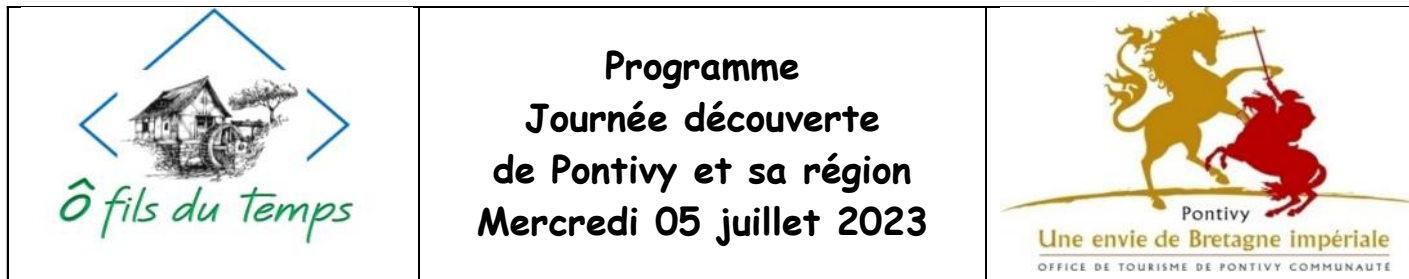 Ô fils du Temps
Programme
Journée découverte
de Pontivy et sa région
Mercredi 05 juillet 2023
Pontivy
Une envie de Bretagne impériale
OFFICE DE TOURISME DE PONTIVY COMMUNAUTÉ